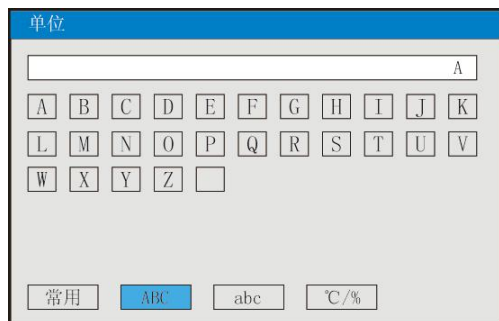 单位
A
A B C D E F G H I J K
L M N O P Q R S T U V
W X Y Z
常用 ABC abc ℃/%